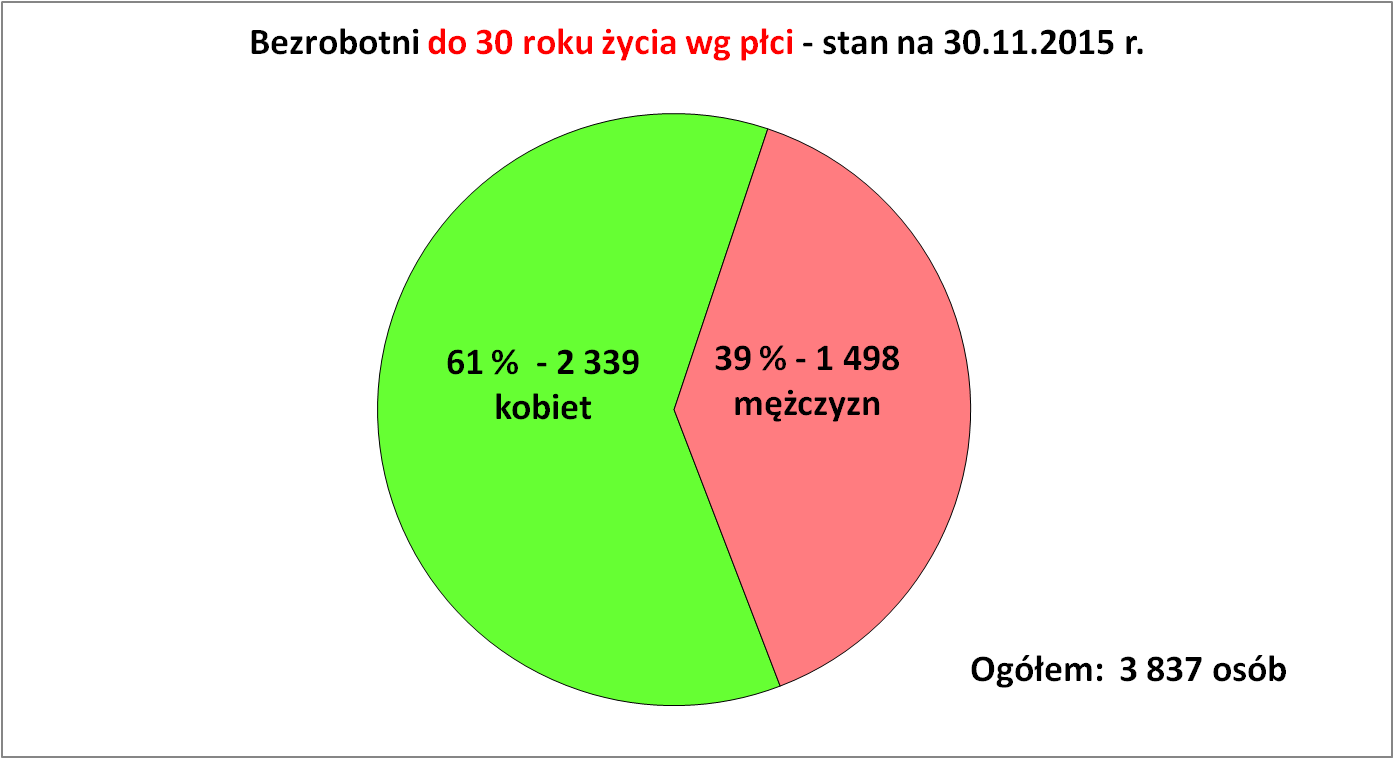 Bezrobotni do 30 roku życia wg płci - stan na 30.11.2015 r.
61 % - 2 339
kobiet
39 % - 1 498
mężczyzn
Ogółem: 3 837 osób